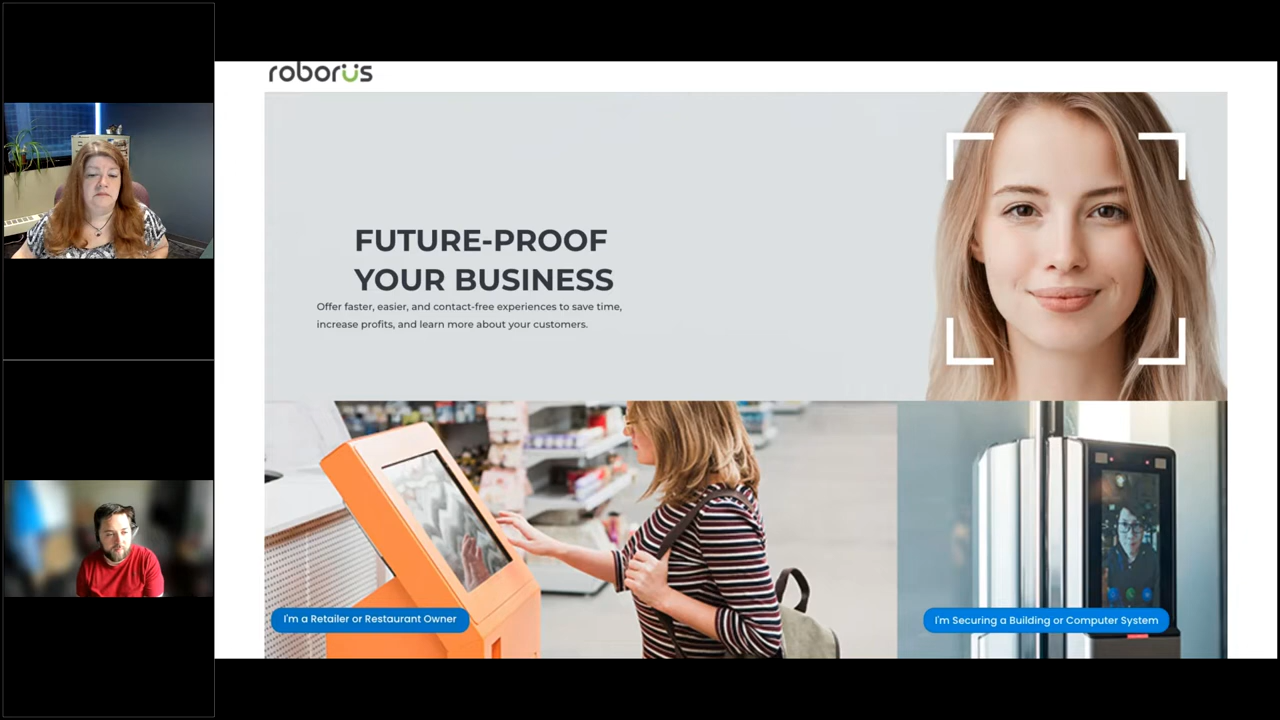 roborüs
FUTURE-PROOF
YOUR BUSINESS
Offer faster, easier, and contact-free experiences to save time,
increase profits, and learn more about your customers.
I'm a Retailer or Restaurant Owner
I'm Securing a Building or Computer System